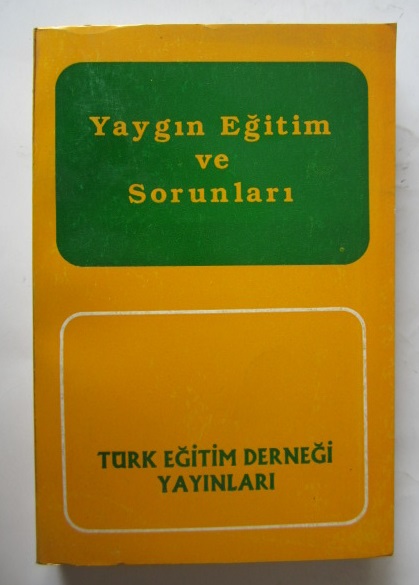 Yaygın Eğitim
ve
Sorunları
TÜRK EĞİTİM DERNEĞİ
YAYINLARI